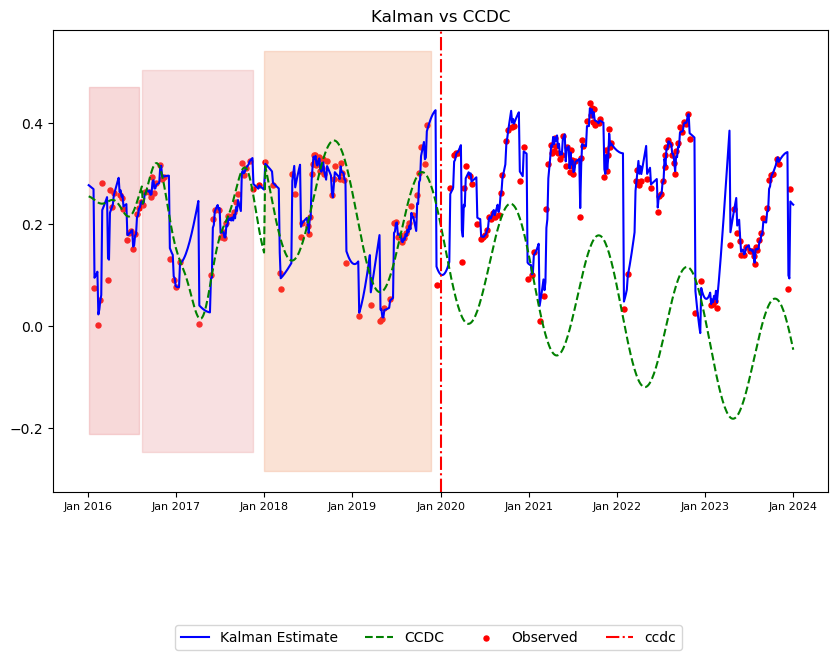 Kalman vs CCDC
0.4
0.2
0.0
−0.2
Jan 2016 Jan 2017 Jan 2018 Jan 2019 Jan 2020 Jan 2021 Jan 2022 Jan 2023 Jan 2024
Kalman Estimate CCDC Observed ccdc